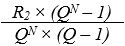 R₂ × (Qᴺ – 1)
Qᴺ × (Q – 1)